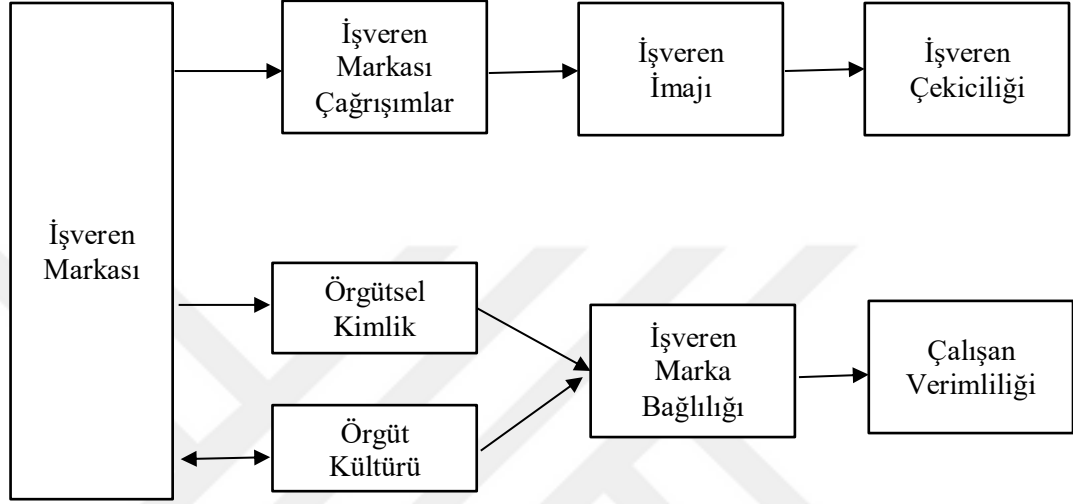 İşveren
Markası
İşveren
Markası
Çağrışımlar
İşveren
İmajı
İşveren
Çekiciliği
Örgütsel
Kimlik
Örgüt
Kültürü
İşveren
Marka
Bağlılığı
Çalışan
Verimliliği